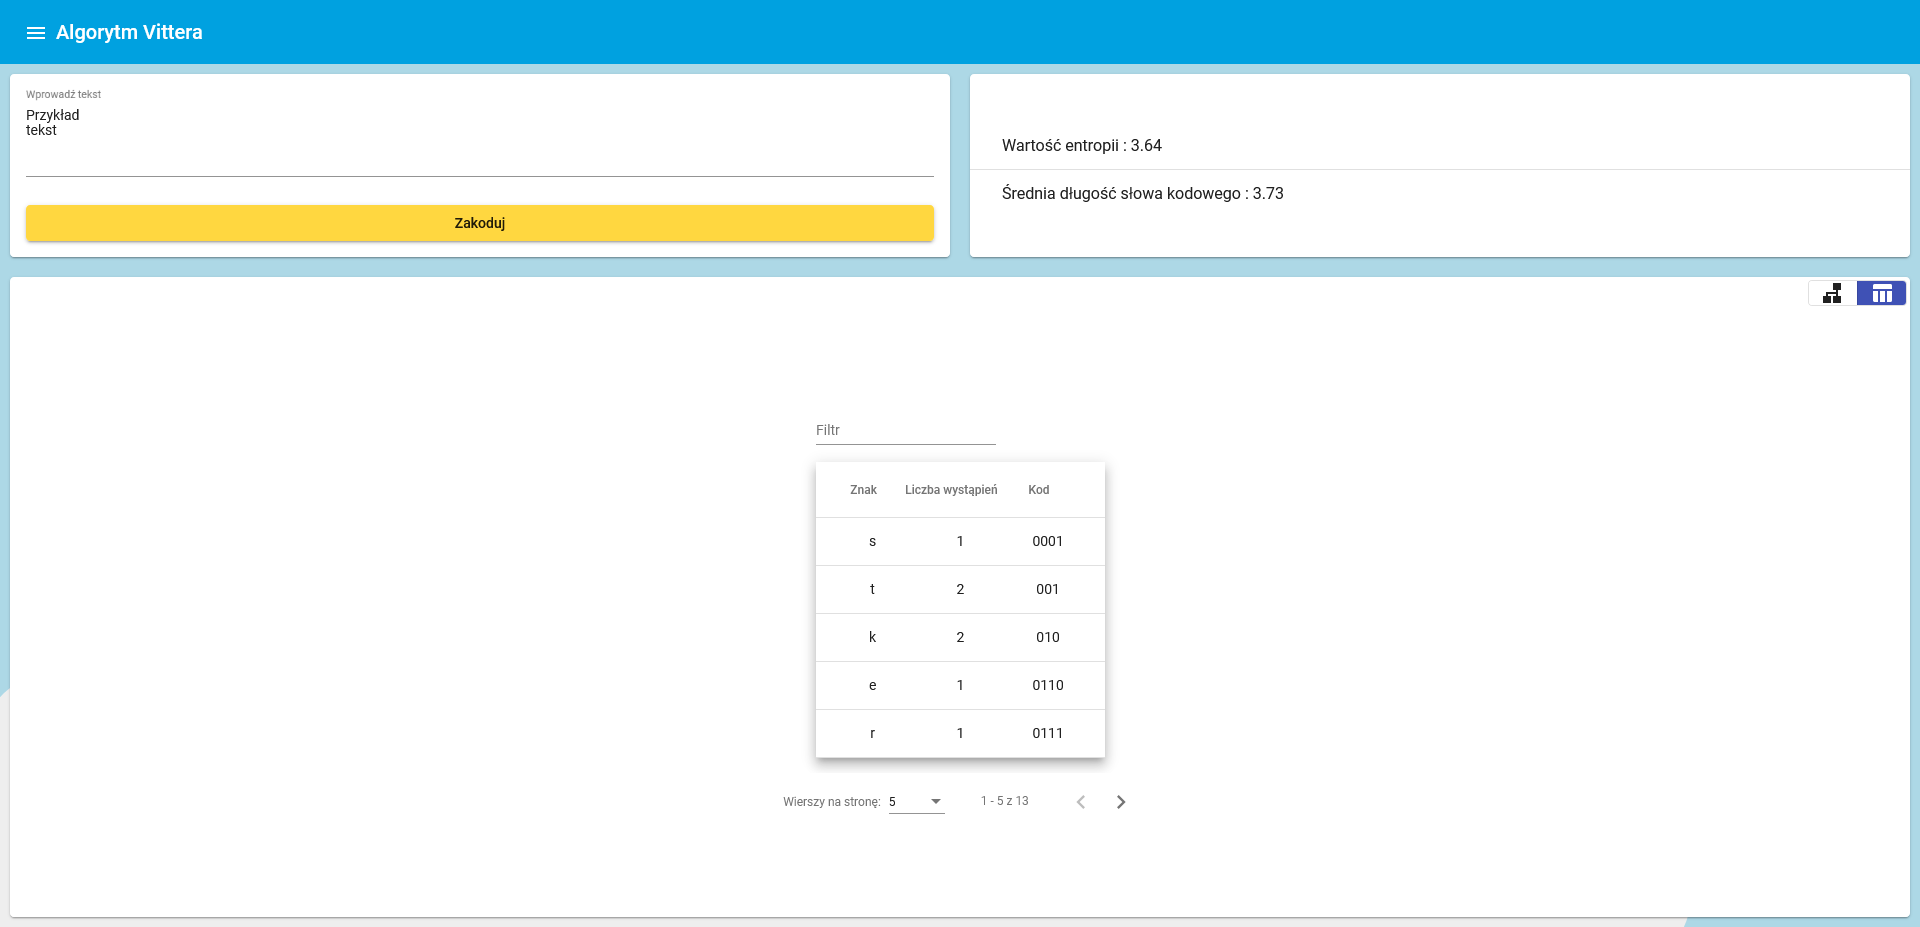 Algorytm Vittera
Wprowadź tekst
Przykład
tekst
Zakoduj
Wartość entropii : 3.64
Średnia długość słowa kodowego : 3.73
Filtr
Znak Liczba wystąpień Kod
s 1 0001
t 2 001
k 2 010
e 1 0110
r 1 0111
Wierszy na stronę: 5 1 - 5 z 13